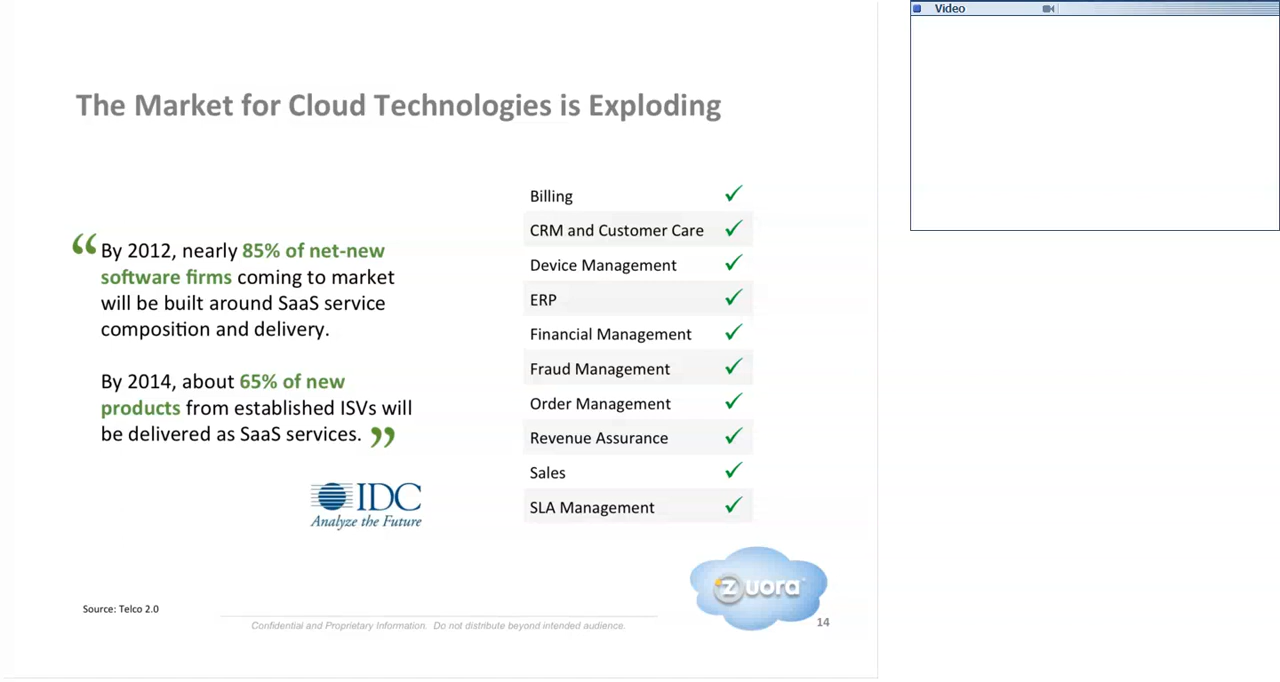 Video
The Market for Cloud Technologies is Exploding
“ By 2012, nearly 85% of net-new
software firms coming to market
will be built around SaaS service
composition and delivery.
By 2014, about 65% of new
products from established ISVs will
be delivered as SaaS services. ”
IDC
Analyze the Future
Billing ✓
CRM and Customer Care ✓
Device Management ✓
ERP ✓
Financial Management ✓
Fraud Management ✓
Order Management ✓
Revenue Assurance ✓
Sales ✓
SLA Management ✓
zuora
Source: Telco 2.0
Confidential and Proprietary Information. Do not distribute beyond intended audience.
14